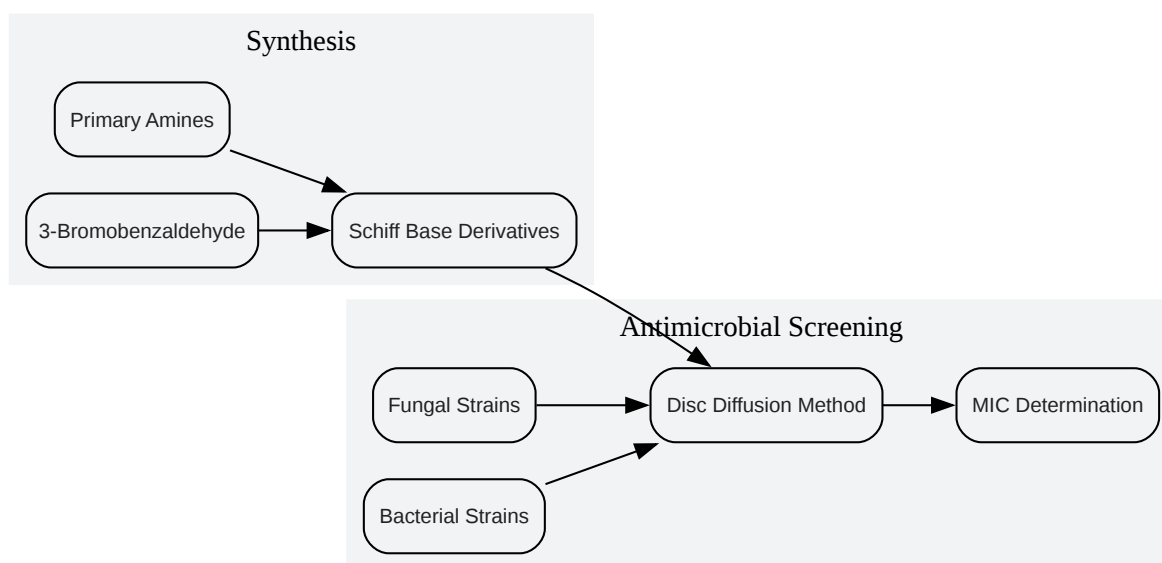 Synthesis
Primary Amines
3-Bromobenzaldehyde
Schiff Base Derivatives
Antimicrobial Screening
Fungal Strains
Disc Diffusion Method
MIC Determination
Bacterial Strains